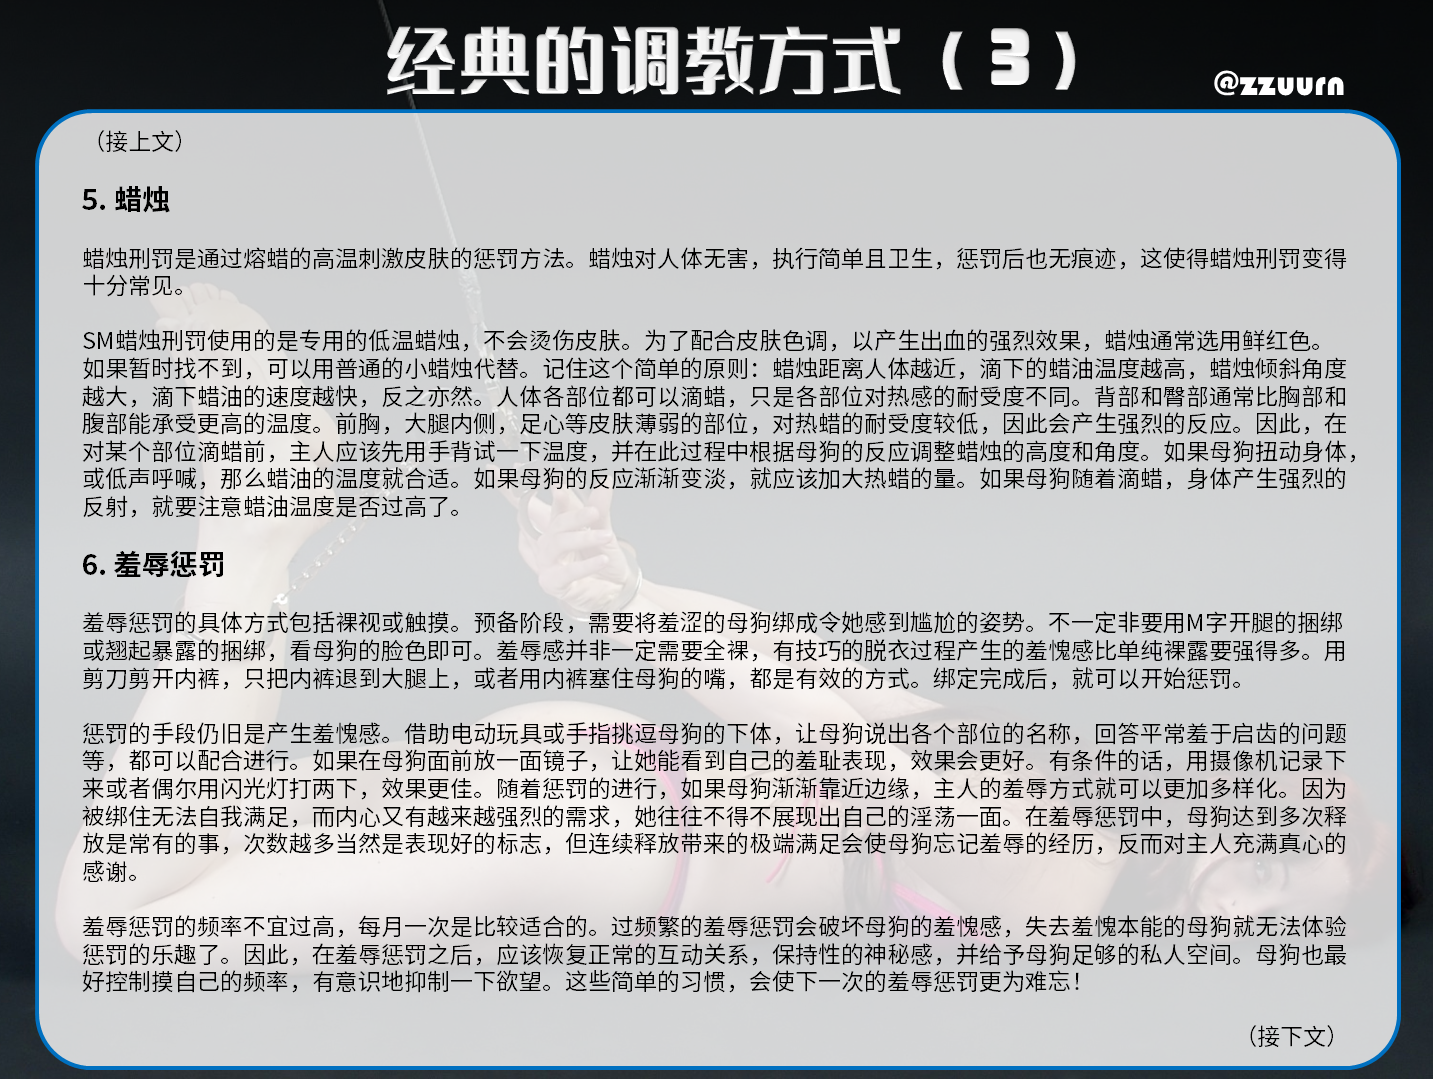 经典的调教方式（3）
@zzuurn
（接上文）
5. 蜡烛
蜡烛刑罚是通过熔蜡的高温刺激皮肤的惩罚方法。蜡烛对人体无害，执行简单且卫生，惩罚后也无痕迹，这使得蜡烛刑罚变得
十分常见。
SM蜡烛刑罚使用的是专用的低温蜡烛，不会烫伤皮肤。为了配合皮肤色调，以产生出血的强烈效果，蜡烛通常选用鲜红色。
如果暂时找不到，可以用普通的小蜡烛代替。记住这个简单的原则：蜡烛距离人体越近，滴下的蜡油温度越高，蜡烛倾斜角度
越大，滴下蜡油的速度越快，反之亦然。人体各部位都可以滴蜡，只是各部位对热感的耐受度不同。背部和臀部通常比胸部和
腹部能承受更高的温度。前胸，大腿内侧，足心等皮肤薄弱的部位，对热蜡的耐受度较低，因此会产生强烈的反应。因此，在
对某个部位滴蜡前，主人应该先用手背试一下温度，并在此过程中根据母狗的反应调整蜡烛的高度和角度。如果母狗扭动身体，
或低声呼喊，那么蜡油的温度就合适。如果母狗的反应渐渐变淡，就应该加大热蜡的量。如果母狗随着滴蜡，身体产生强烈的
反射，就要注意蜡油温度是否过高了。
6. 羞辱惩罚
羞辱惩罚的具体方式包括裸视或触摸。预备阶段，需要将羞涩的母狗绑成令她感到尴尬的姿势。不一定非要用M字开腿的捆绑
或翘起暴露的捆绑，看母狗的脸色即可。羞辱感并非一定需要全裸，有技巧的脱衣过程产生的羞愧感比单纯裸露要强得多。用
剪刀剪开内裤，只把内裤退到大腿上，或者用内裤塞住母狗的嘴，都是有效的方式。绑定完成后，就可以开始惩罚。
惩罚的手段仍旧是产生羞愧感。借助电动玩具或手指挑逗母狗的下体，让母狗说出各个部位的名称，回答平常羞于启齿的问题
等，都可以配合进行。如果在母狗面前放一面镜子，让她能看到自己的羞耻表现，效果会更好。有条件的话，用摄像机记录下
来或者偶尔用闪光灯打两下，效果更佳。随着惩罚的进行，如果母狗渐渐靠近边缘，主人的羞辱方式就可以更加多样化。因为
被绑住无法自我满足，而内心又有越来越强烈的需求，她往往不得不展现出自己的淫荡一面。在羞辱惩罚中，母狗达到多次释
放是常有的事，次数越多当然是表现好的标志，但连续释放带来的极端满足会使母狗忘记羞辱的经历，反而对主人充满真心的
感谢。
羞辱惩罚的频率不宜过高，每月一次是比较适合的。过频繁的羞辱惩罚会破坏母狗的羞愧感，失去羞愧本能的母狗就无法体验
惩罚的乐趣了。因此，在羞辱惩罚之后，应该恢复正常的互动关系，保持性的神秘感，并给予母狗足够的私人空间。母狗也最
好控制摸自己的频率，有意识地抑制一下欲望。这些简单的习惯，会使下一次的羞辱惩罚更为难忘！
（接下文）